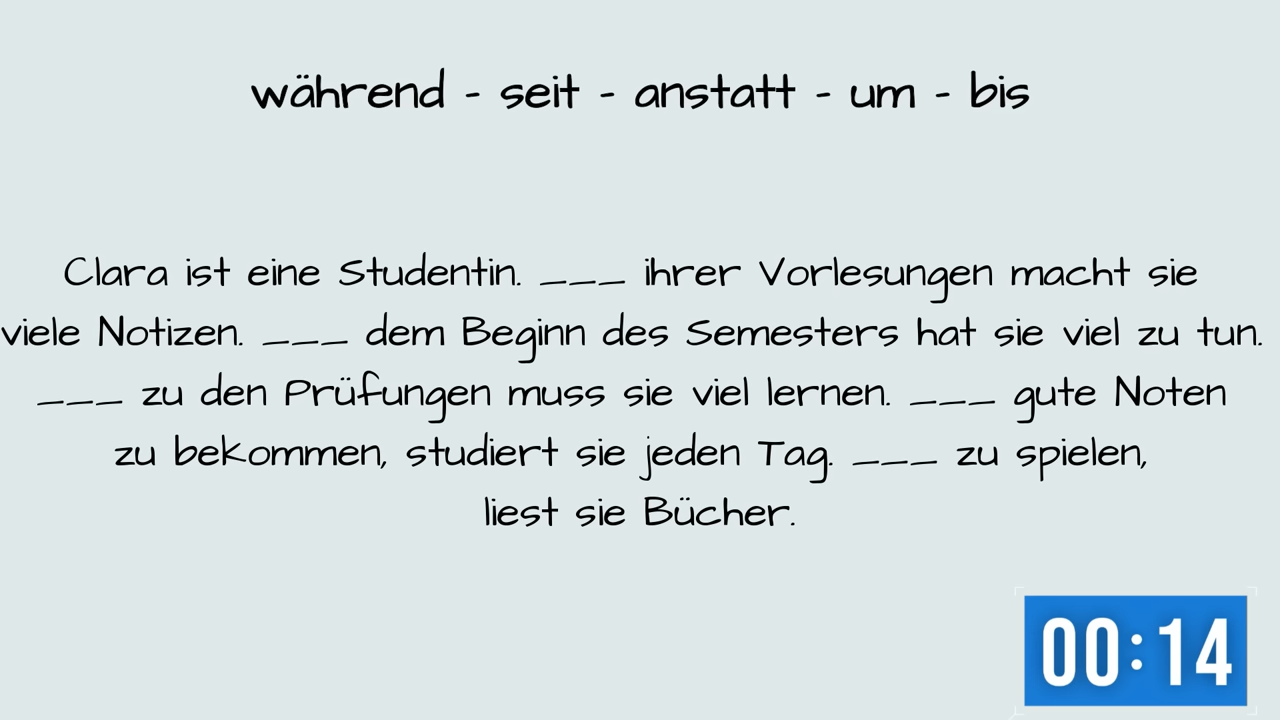 während - seit - anstatt - um - bis
Clara ist eine Studentin. ___ ihrer Vorlesungen macht sie
viele Notizen. ___ dem Beginn des Semesters hat sie viel zu tun.
___ zu den Prüfungen muss sie viel lernen. ___ gute Noten
zu bekommen, studiert sie jeden Tag. ___ zu spielen,
liest sie Bücher.
00:14